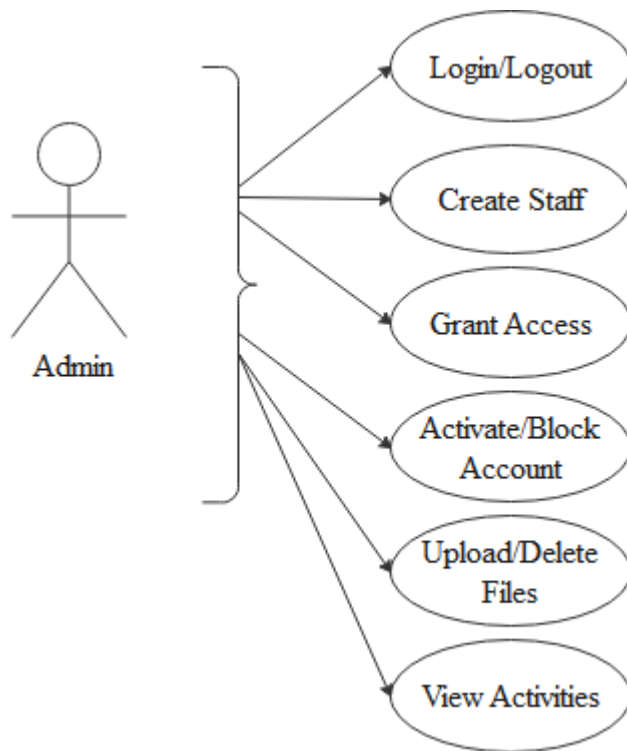 Login/Logout
Create Staff
Grant Access
Admin
Activate/Block
Account
Upload/Delete
Files
View Activities